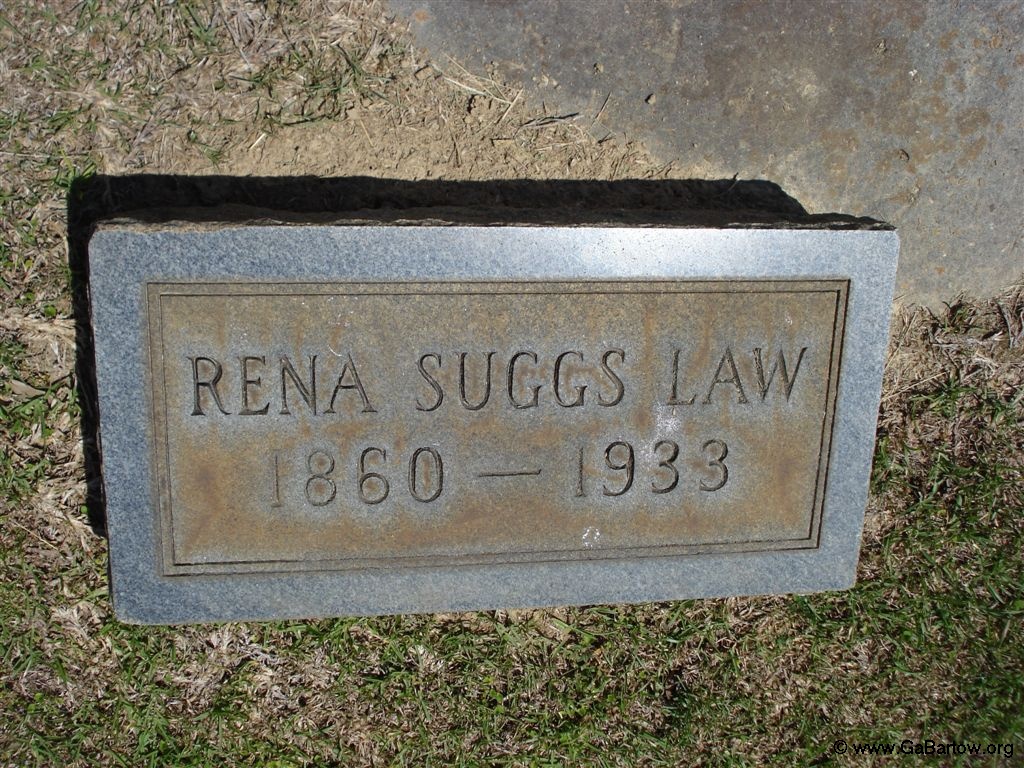 RENA SUGGS LAW
1860 — 1933
© www.GaBartow.org